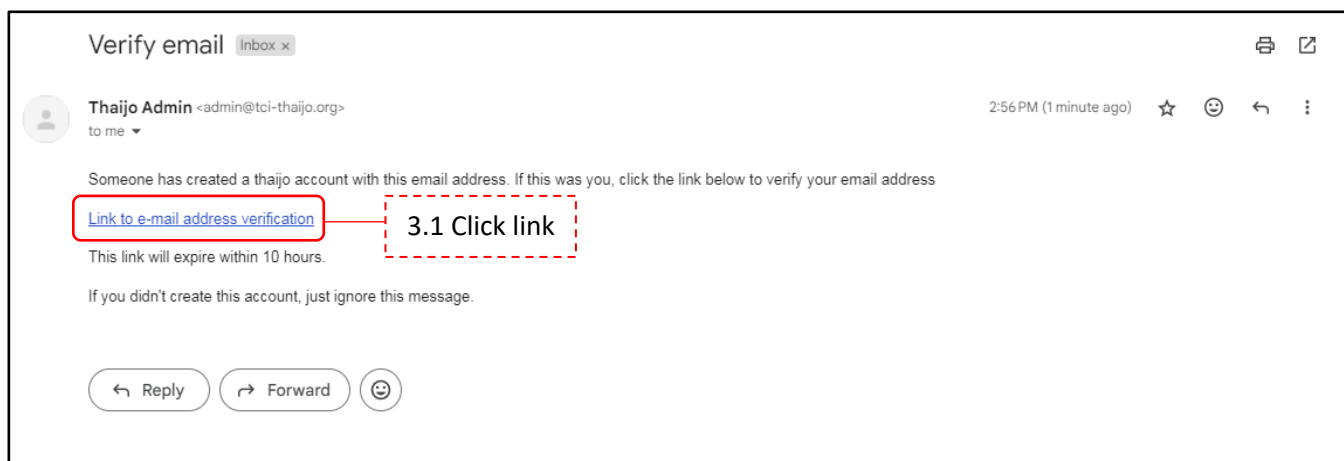 Verify email Inbox ×
Thaijo Admin <admin@tci-thaijo.org> 2:56 PM (1 minute ago)
to me
Someone has created a thaijo account with this email address. If this was you, click the link below to verify your email address
Link to e-mail address verification
3.1 Click link
This link will expire within 10 hours.
If you didn't create this account, just ignore this message.
Reply Forward